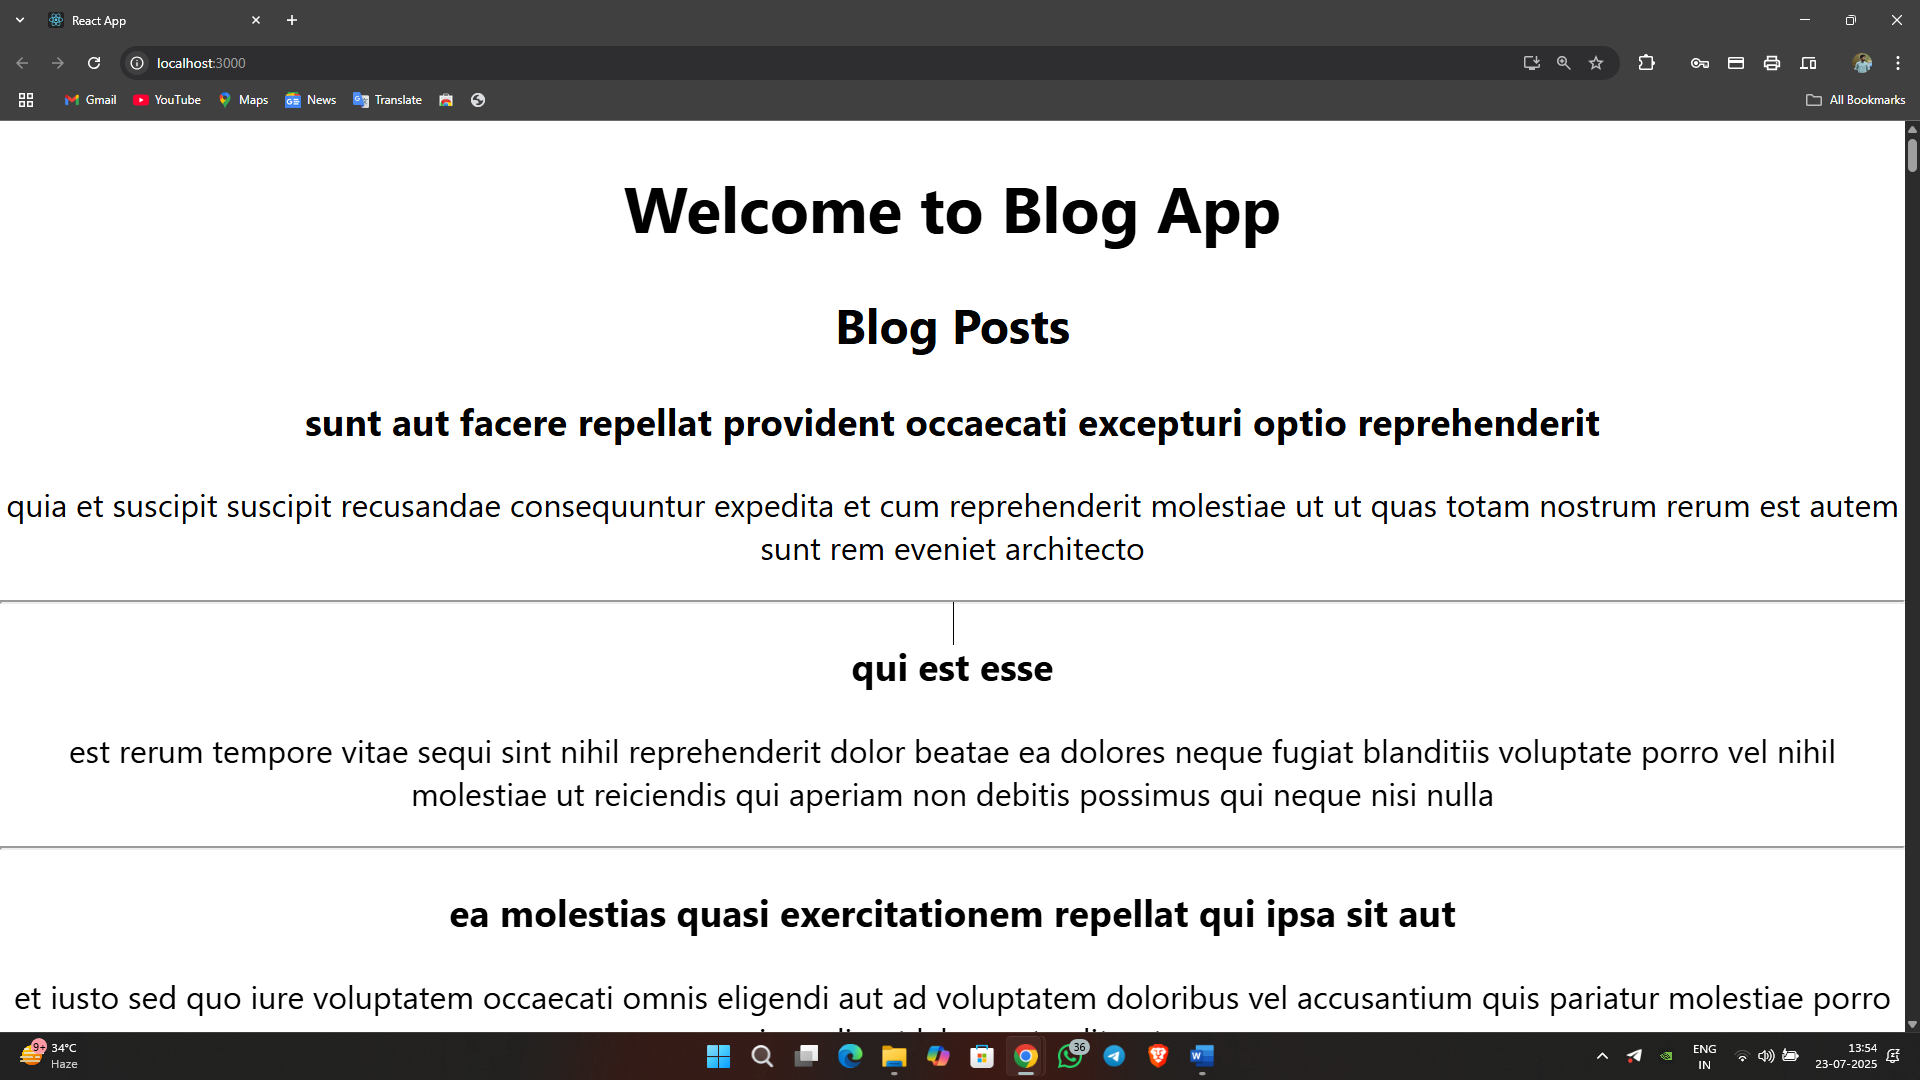 React App
localhost:3000
Gmail
YouTube
Maps
News
Translate
All Bookmarks
Welcome to Blog App
Blog Posts
sunt aut facere repellat provident occaecati excepturi optio reprehenderit
quia et suscipit suscipit recusandae consequuntur expedita et cum reprehenderit molestiae ut ut quas totam nostrum rerum est autem
sunt rem eveniet architecto
qui est esse
est rerum tempore vitae sequi sint nihil reprehenderit dolor beatae ea dolores neque fugiat blanditiis voluptate porro vel nihil
molestiae ut reiciendis qui aperiam non debitis possimus qui neque nisi nulla
ea molestias quasi exercitationem repellat qui ipsa sit aut
et iusto sed quo iure voluptatem occaecati omnis eligendi aut ad voluptatem doloribus vel accusantium quis pariatur molestiae porro
9+
34°C
Haze
36
ENG
IN
13:54
23-07-2025